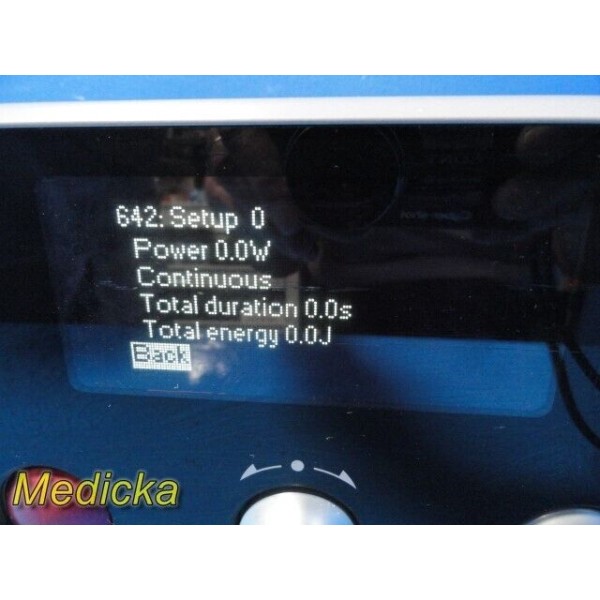 642: Setup 0
Power 0.0W
Continuous
Total duration 0.0s
Total energy 0.0J
Back
Medicka